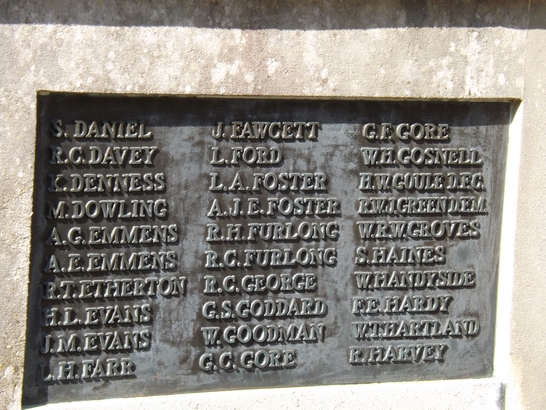 S. DANIEL
R.C. DAVEY
K. DENNESS
M. DOWLING
A.G. EMMENS
A.E. EMMENS
R.T. ETHERTON
H.L. EVANS
J.M. EVANS
L.H. FARR
J. FAWCETT
L. FORD
L.A. FOSTER
A.J.E. FOSTER
R.H. FURLONG
R.C. FURLONG
R.C. GEORGE
G.S. GODDARD
W. GOODMAN
G.C. GORE
G.F. GORE
W.H. GOSNELL
H.W. GOULE D.F.C.
R.W.J. GREEN D.F.M.
W.R.W. GROVES
S. HAINES
W. HANDYSIDE
F.E. HARDY
W.T. HARTLAND
R. HARVEY